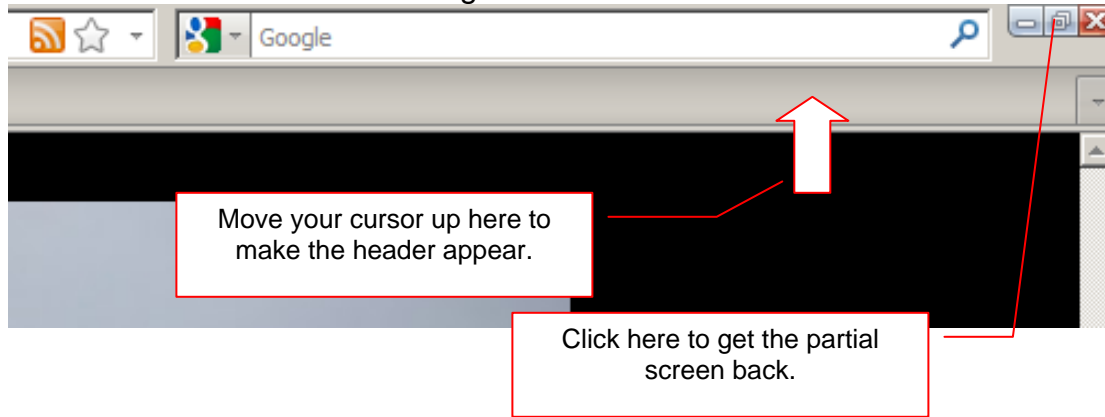 Google
Move your cursor up here to
make the header appear.
Click here to get the partial
screen back.